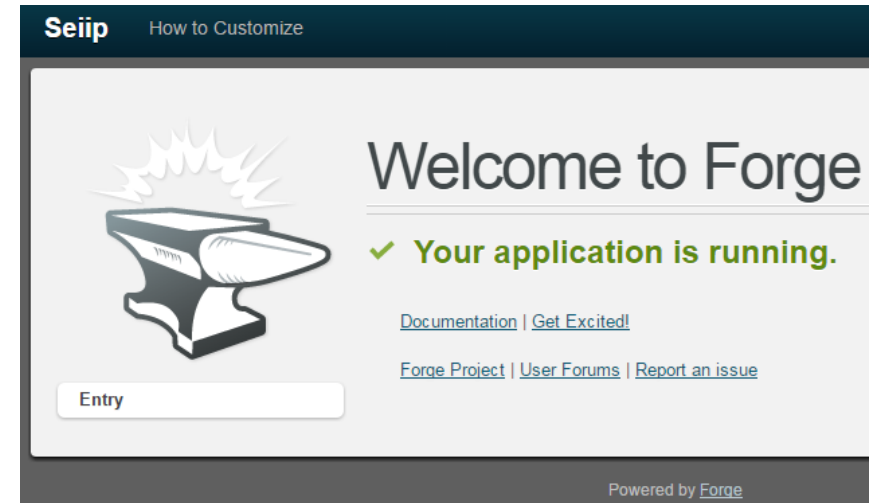 Seiip How to Customize
Welcome to Forge
Your application is running.
Documentation | Get Excited!
Forge Project | User Forums | Report an issue
Entry
Powered by Forge